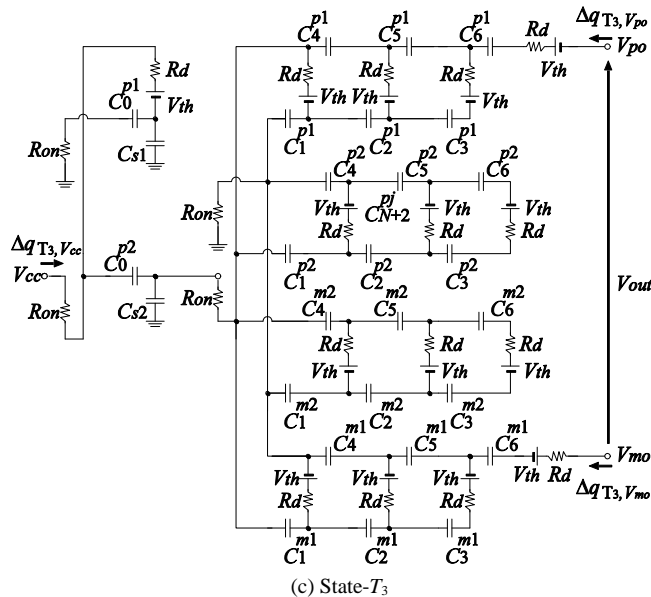 C4 p1 C5 p1 C6 p1 Rd Vth ΔqT3,Vpo Vpo
Rd Vth C0 p1 Ron Cs1
Rd Vth Rd Vth Rd Vth
C1 p1 C2 p1 C3 p1
C4 p2 C5 p2 C6 p2
Ron Vth Rd CN+2 pj Vth Rd Vth Rd
C1 p2 C2 p2 C3 p2
ΔqT3,Vcc Vcc Ron C0 p2 Cs2 Ron
Vout
C4 m2 C5 m2 C6 m2
Rd Vth Rd Vth Rd Vth
C1 m2 C2 m2 C3 m2
C4 m1 C5 m1 C6 m1 Vth Rd Vmo
Vth Rd Vth Rd Vth Rd ΔqT3,Vmo
C1 m1 C2 m1 C3 m1
(c) State-T3